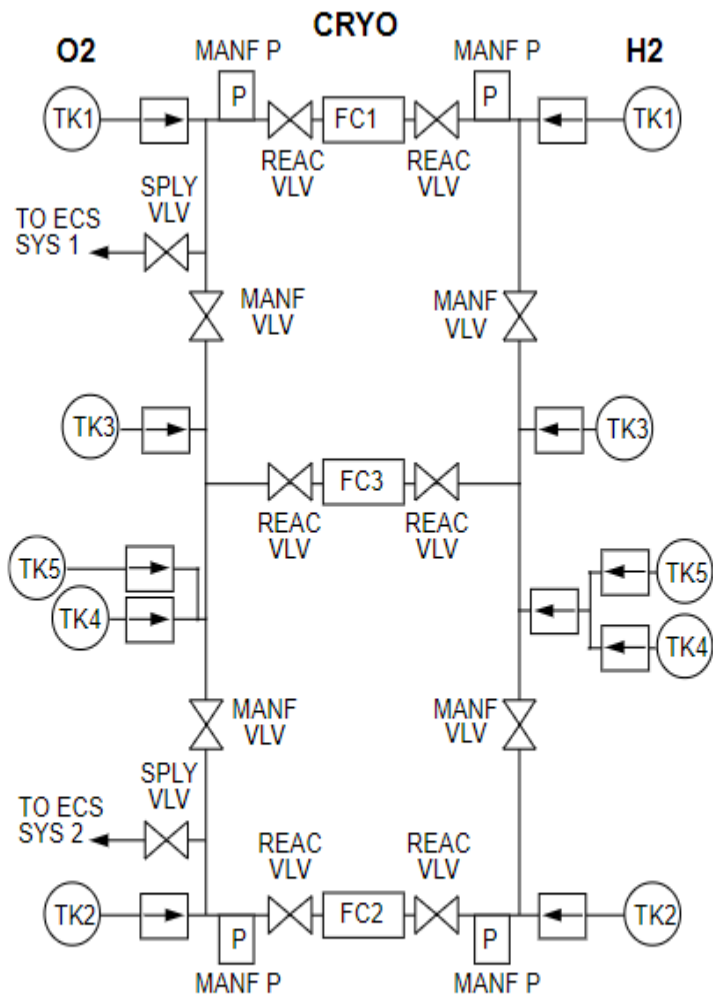 CRYO
O2
MANF P
MANF P
H2
P
P
TK1
FC1
TK1
REAC
VLV
REAC
VLV
SPLY
VLV
TO ECS
SYS 1
MANF
VLV
MANF
VLV
TK3
TK3
FC3
REAC
VLV
REAC
VLV
TK5
TK5
TK4
TK4
MANF
VLV
MANF
VLV
SPLY
VLV
TO ECS
SYS 2
REAC
VLV
REAC
VLV
TK2
FC2
TK2
P
P
MANF P
MANF P